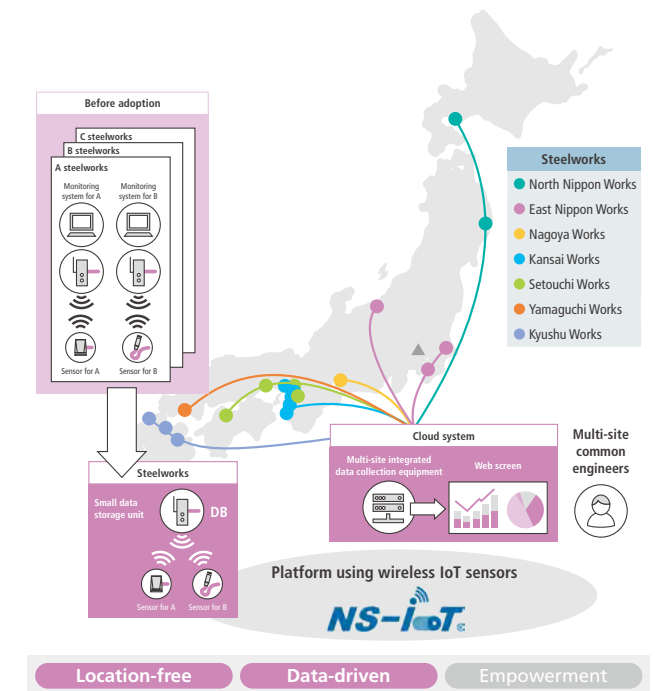 Before adoption
C steelworks
B steelworks
A steelworks
Monitoring
system for A
Monitoring
system for B
Sensor for A
Sensor for B
Steelworks
North Nippon Works
East Nippon Works
Nagoya Works
Kansai Works
Setouchi Works
Yamaguchi Works
Kyushu Works
Cloud system
Multi-site integrated
data collection equipment
Web screen
Multi-site
common
engineers
Steelworks
Small data
storage unit
DB
Sensor for A
Sensor for B
Platform using wireless IoT sensors
NS-IoT
Location-free
Data-driven
Empowerment